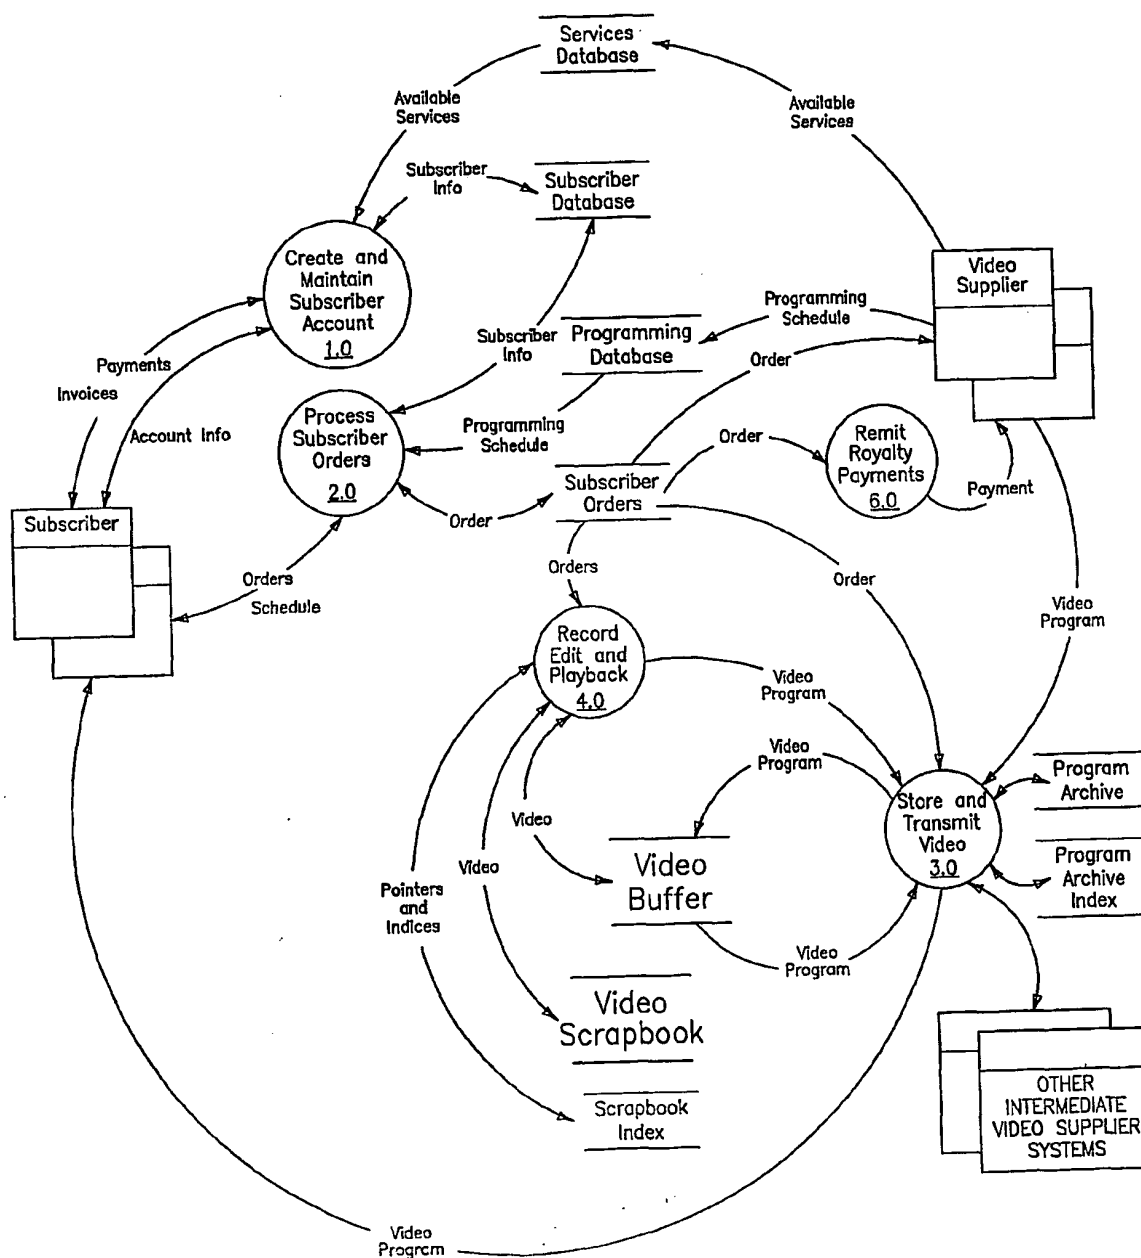 Services
Database
Available
Services
Available
Services
Subscriber
Info
Subscriber
Database
Create and
Maintain
Subscriber
Account
1.0
Video
Supplier
Programming
Schedule
Subscriber
Info
Programming
Database
Order
Payments
Invoices
Account Info
Process
Subscriber
Orders
2.0
Programming
Schedule
Order
Remit
Royalty
Payments
6.0
Payment
Subscriber
Orders
Order
Subscriber
Orders
Schedule
Orders
Order
Video
Program
Record
Edit and
Playback
4.0
Video
Program
Video
Program
Program
Archive
Store and
Transmit
Video
3.0
Video
Video
Video
Buffer
Program
Archive
Index
Pointers
and
Indices
Video
Program
Video
Scrapbook
Scrapbook
Index
OTHER
INTERMEDIATE
VIDEO SUPPLIER
SYSTEMS
Video
Program